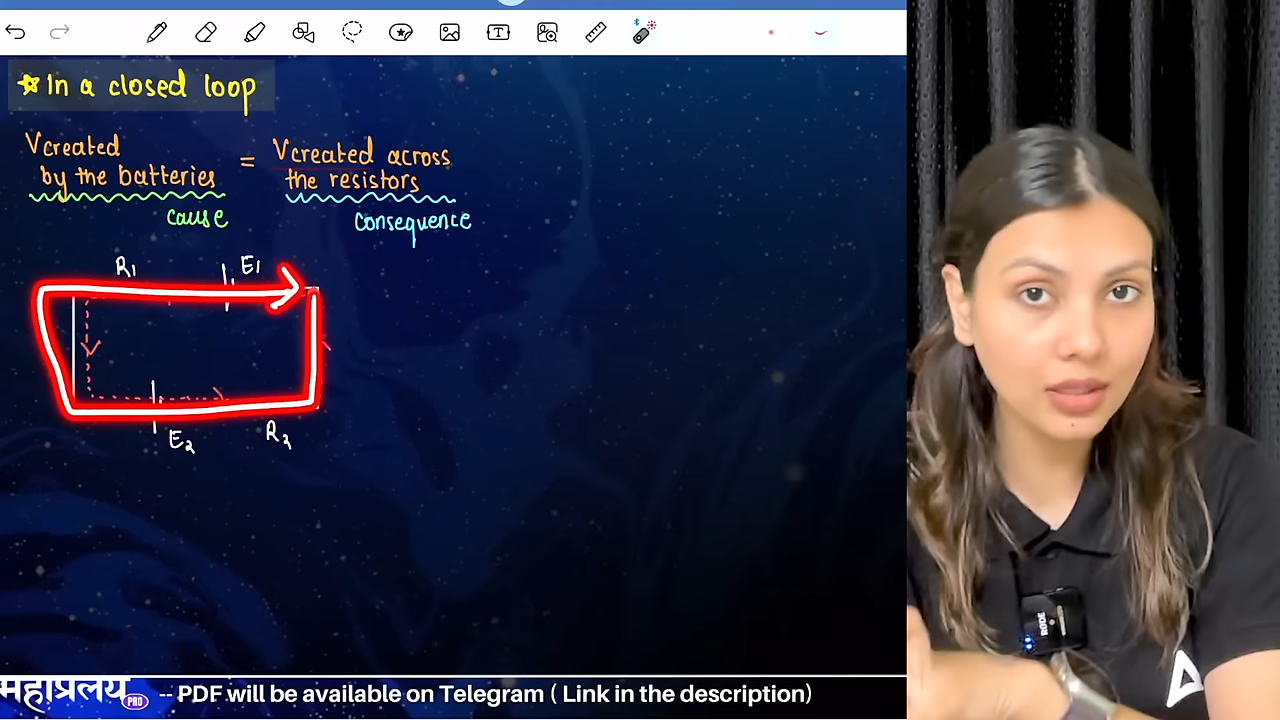 In a closed loop
Vcreated by the batteries = Vcreated across the resistors
cause consequence
R1 E1
E2 R2
महाप्रलय PRO -- PDF will be available on Telegram ( Link in the description)
RODE